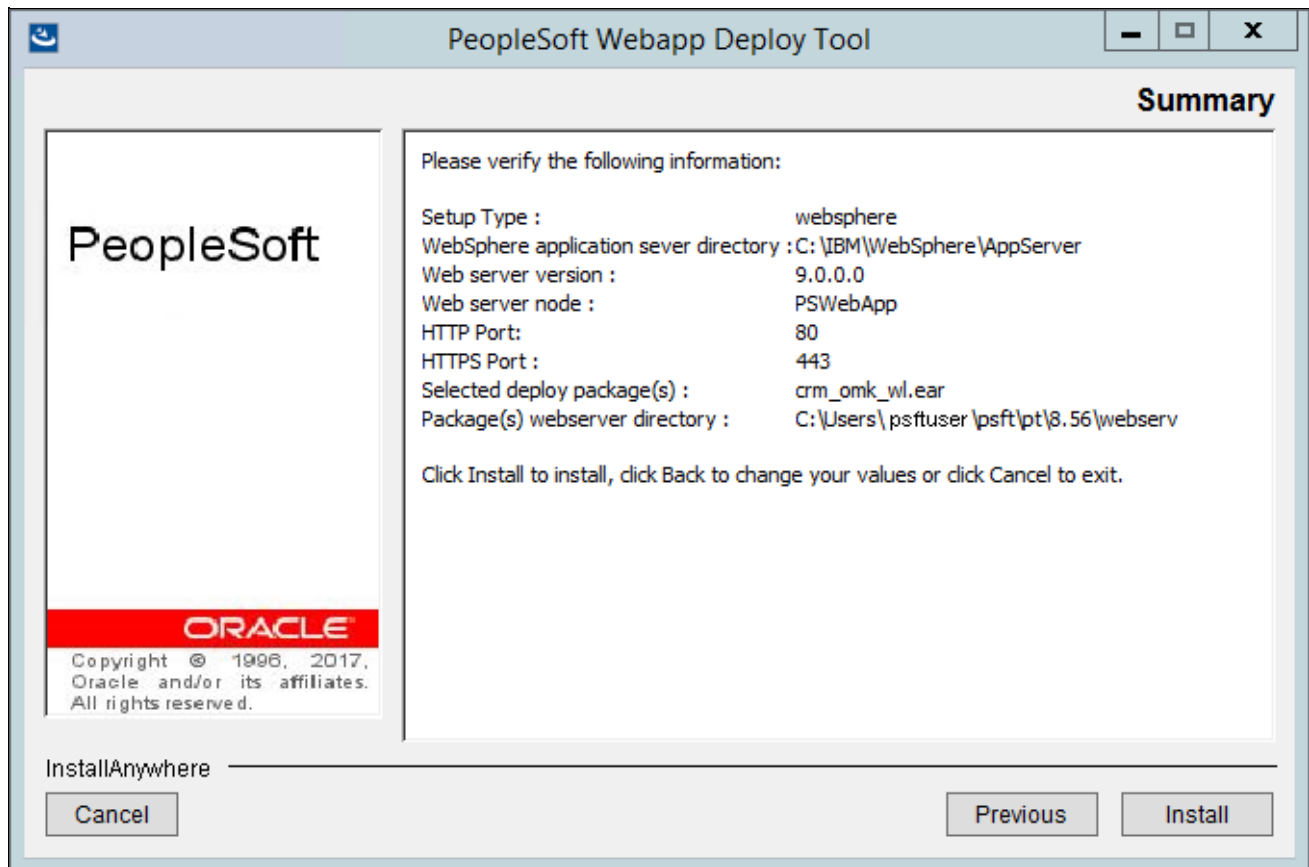 PeopleSoft Webapp Deploy Tool
Summary
PeopleSoft
ORACLE
Copyright © 1996, 2017,
Oracle and/or its affiliates.
All rights reserved.
Please verify the following information:
Setup Type : websphere
WebSphere application sever directory : C:\IBM\WebSphere\AppServer
Web server version : 9.0.0.0
Web server node : PSWebApp
HTTP Port: 80
HTTPS Port : 443
Selected deploy package(s) : crm_omk_wl.ear
Package(s) webserver directory : C:\Users\psftuser\psft\pt\8.56\webserv
Click Install to install, click Back to change your values or click Cancel to exit.
InstallAnywhere
Cancel Previous Install